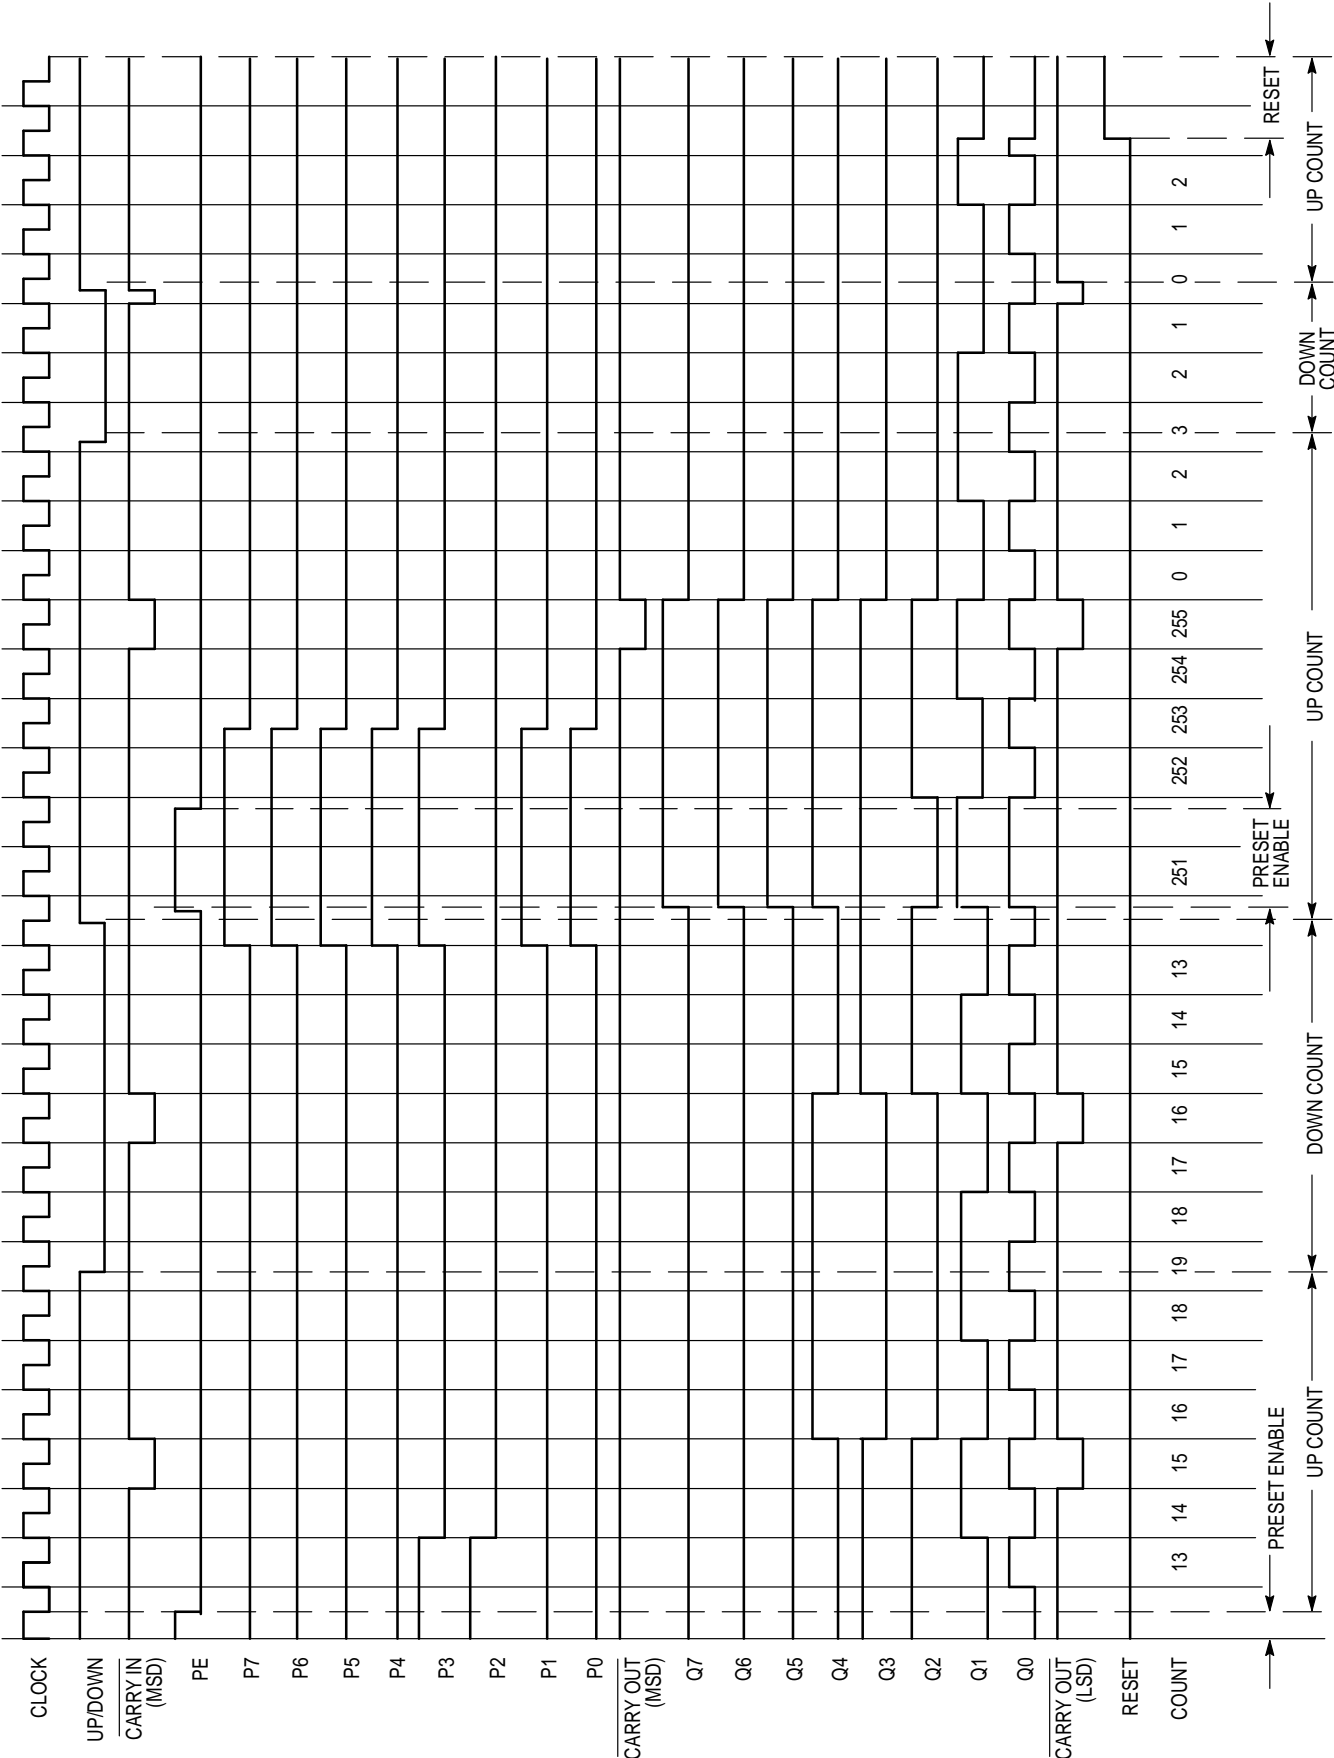 CLOCK
UP/DOWN
CARRY IN
(MSD)
PE
P7
P6
P5
P4
P3
P2
P1
P0
CARRY OUT
(MSD)
Q7
Q6
Q5
Q4
Q3
Q2
Q1
Q0
CARRY OUT
(LSD)
RESET
COUNT
13 14 15 16 17 18 19 18 17 16 15 14 13 251 252 253 254 255 0 1 2 3 2 1 0 1 2
PRESET ENABLE
PRESET
ENABLE
RESET
UP COUNT
DOWN COUNT
UP COUNT
DOWN
COUNT
UP COUNT